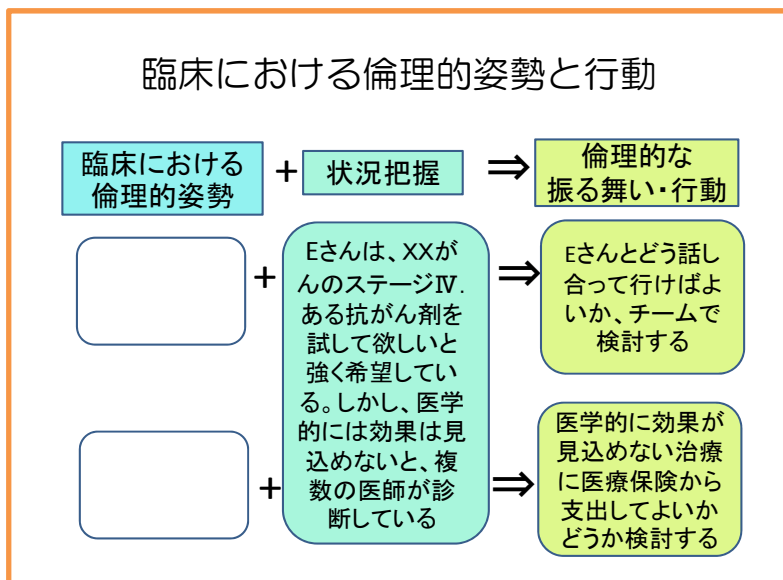 臨床における倫理的姿勢と行動
臨床における
倫理的姿勢
+
状況把握
⇒
倫理的な
振る舞い・行動
+
Eさんは、XXが
んのステージⅣ.
ある抗がん剤を
試して欲しいと
強く希望してい
る。しかし、医学
的には効果は見
込めないと、複
数の医師が診
断している
⇒
Eさんとどう話し
合って行けばよ
いか、チームで
検討する
+
⇒
医学的に効果が
見込めない治療
に医療保険から
支出してよいか
どうか検討する